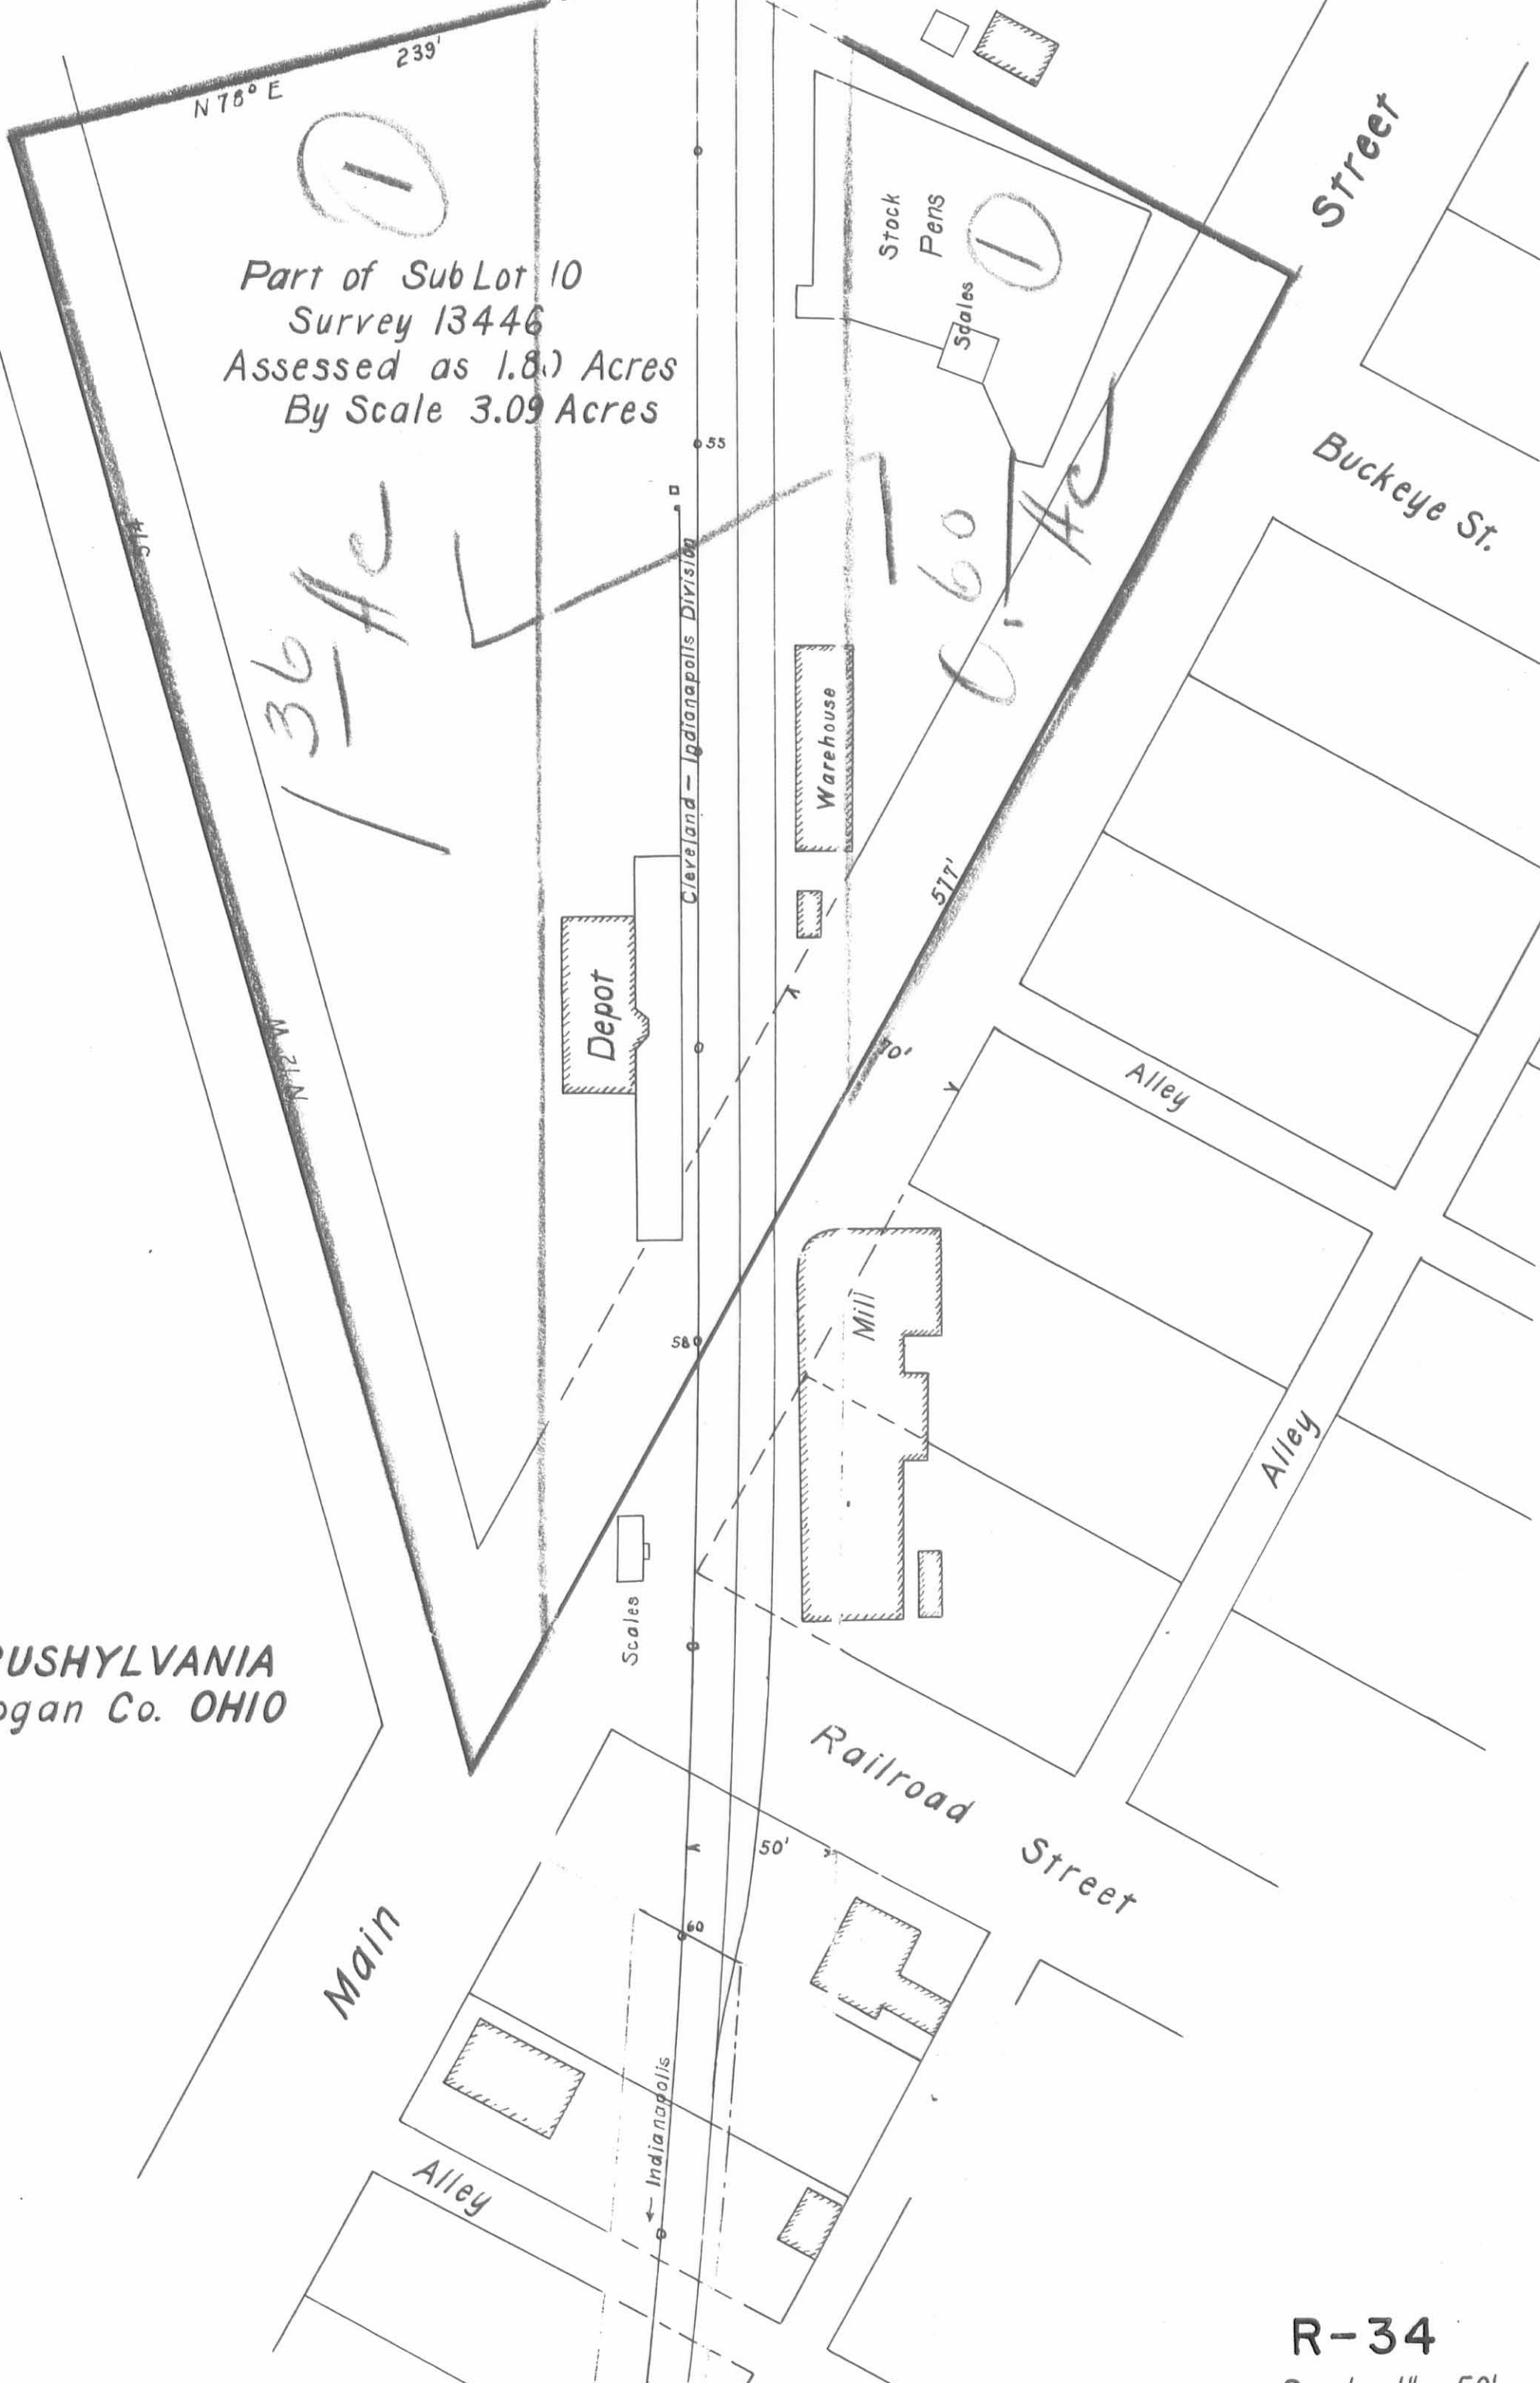 239'
N 78° E
1
Part of Sub Lot 10
Survey 13446
Assessed as 1.80 Acres
By Scale 3.09 Acres
Stock
Pens
1
Scales
Street
Buckeye St.
55
514'
Ac
36
1
0.60 Ac
Cleveland - Indianapolis Division
Warehouse
577'
Depot
70'
N 12 W
Alley
Mill
58
Alley
Scales
USHYLVANIA
ogan Co. OHIO
Railroad
Street
50'
60
Main
← Indianapolis
Alley
R-34